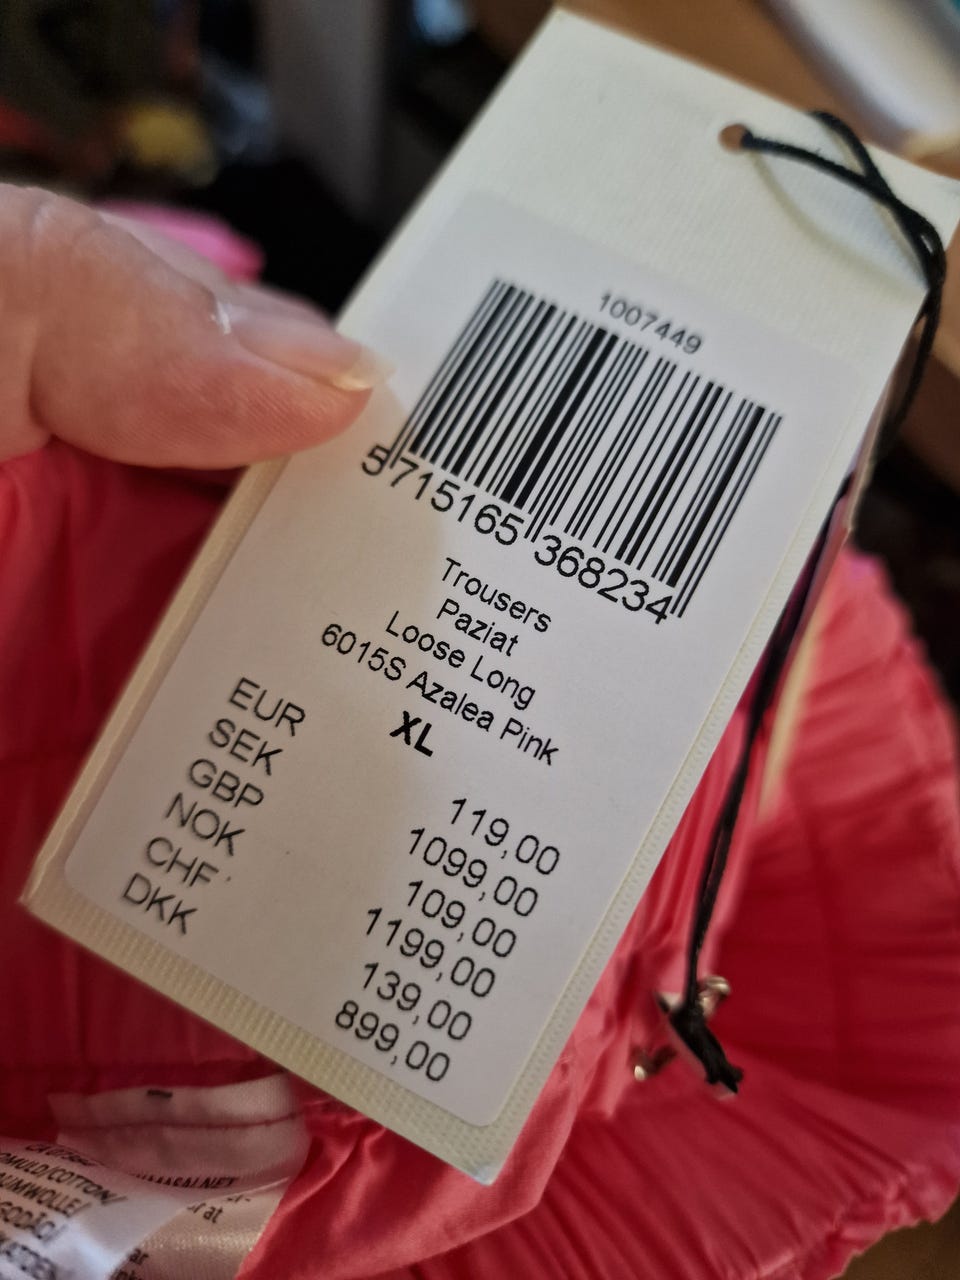 1007449
5 715165 368234
Trousers
Paziat
Loose Long
6015S Azalea Pink
XL
EUR 119,00
SEK 1099,00
GBP 109,00
NOK 1199,00
CHF 139,00
DKK 899,00